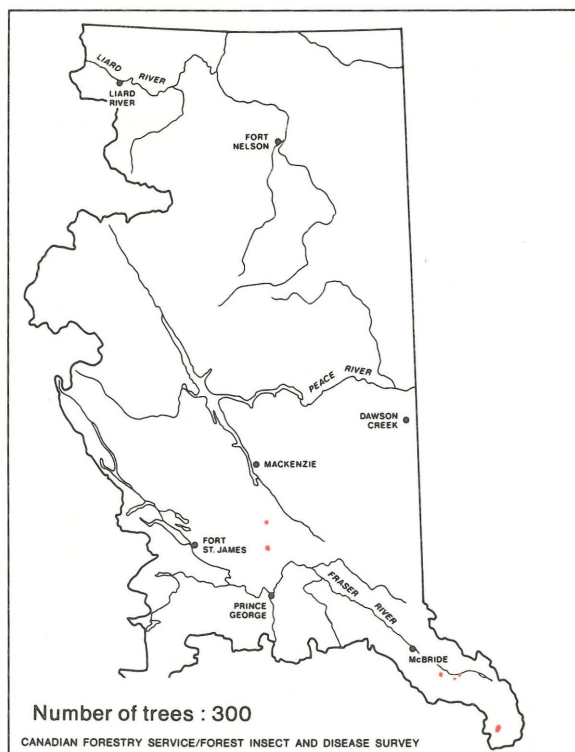 LIARD RIVER
LIARD
RIVER
FORT
NELSON
PEACE RIVER
DAWSON
CREEK
MACKENZIE
FORT
ST. JAMES
FRASER RIVER
PRINCE
GEORGE
McBRIDE
Number of trees : 300
CANADIAN FORESTRY SERVICE/FOREST INSECT AND DISEASE SURVEY